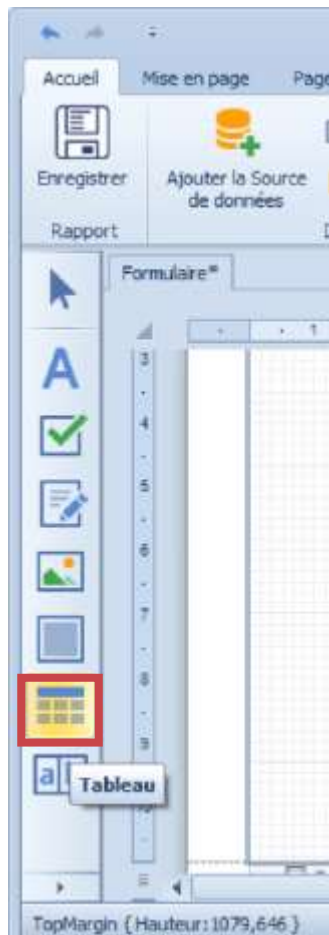 Accueil Mise en page Page
Enregistrer Ajouter la Source
de données
Rapport
Formulaire*
1
3
4
5
6
7
8
9
A
a
Tableau
TopMargin { Hauteur:1079,646 }